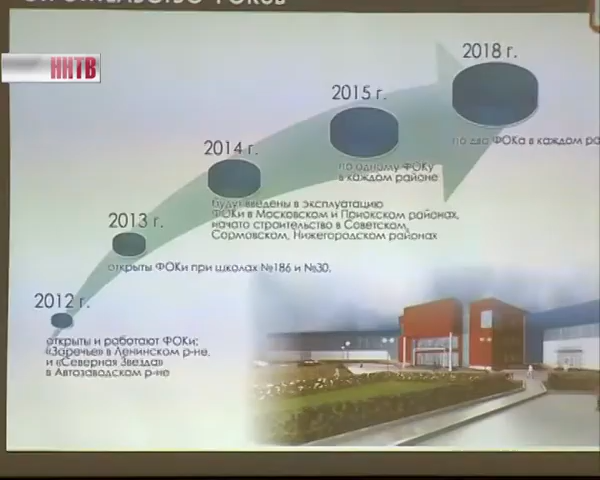 ННТВ
2018 г.
по два ФОКа в каждом
2015 г.
по одному ФОКу
в каждом районе
2014 г.
будут введены в эксплуатацию
ФОКи в Московском и Приокском районах,
начато строительство в Советском,
Сормовском, Нижегородском районах
2013 г.
открыты ФОКи при школах №186 и №30.
2012 г.
открыты и работают ФОКи:
«Заречье» в Ленинском р-не,
и «Северная Звезда»
в Автозаводском р-не